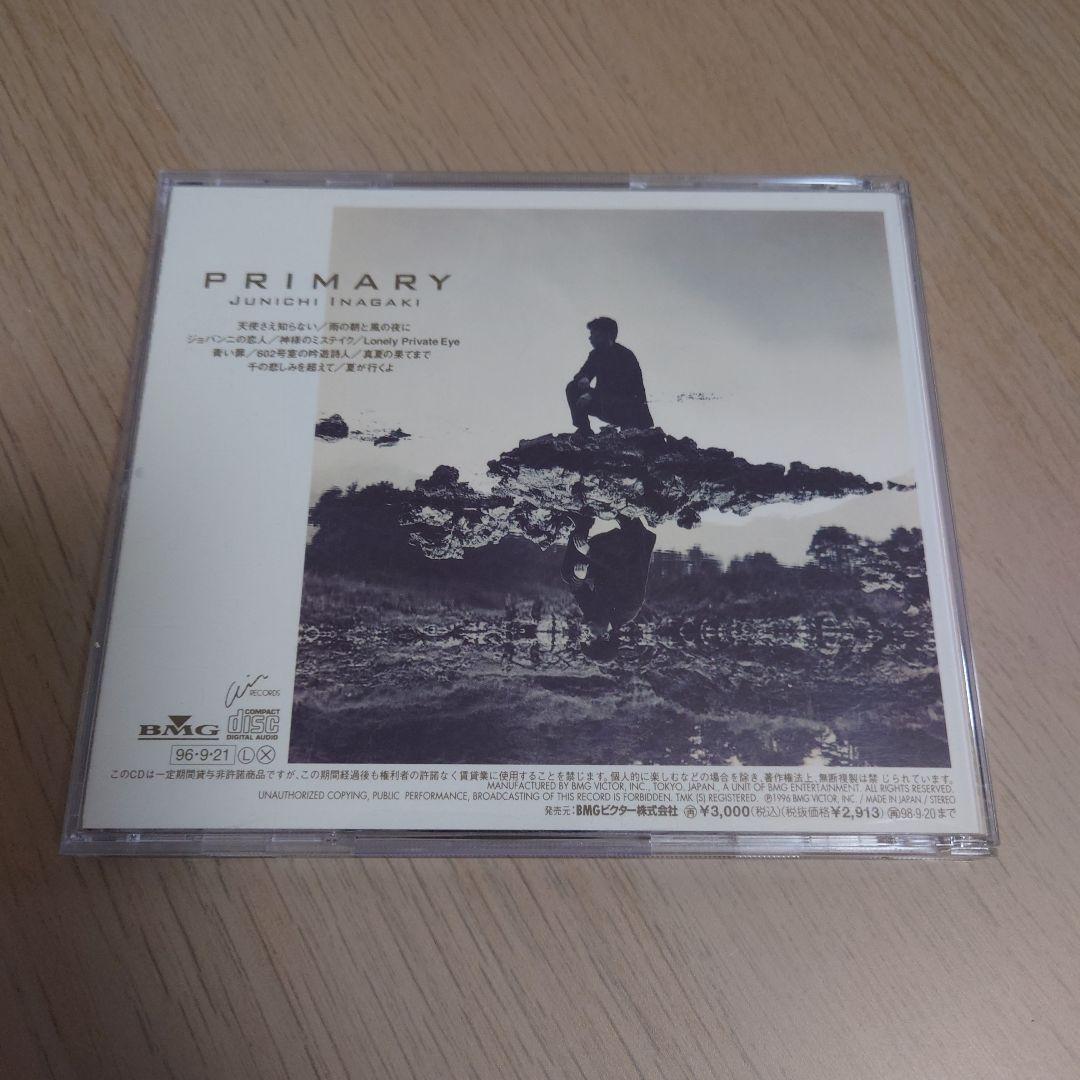 PRIMARY
JUNICHI INAGAKI
天使さえ知らない/雨の朝と風の夜に
ジョバンニの恋人/神様のミステイク/Lonely Private Eye
青い罪/602号室の吟遊詩人/真夏の果てまで
千の悲しみを超えて/夏が行くよ
air RECORDS
BMG
COMPACT
disc
DIGITAL AUDIO
96・9・21 L X
このCDは一定期間貸与非許諾商品ですが、この期間経過後も権利者の許諾なく賃貸業に使用することを禁じます。個人的に楽しむなどの場合を除き、著作権法上、無断複製は禁じられています。
MANUFACTURED BY BMG VICTOR, INC., TOKYO, JAPAN, A UNIT OF BMG ENTERTAINMENT. ALL RIGHTS RESERVED.
UNAUTHORIZED COPYING, PUBLIC PERFORMANCE, BROADCASTING OF THIS RECORD IS FORBIDDEN. TMK (S) REGISTERED. ℗1996 BMG VICTOR, INC. / MADE IN JAPAN / STEREO
発売元:BMGビクター株式会社 ㊞¥3,000(税込)(税抜価格¥2,913) ㊞98・9・20まで